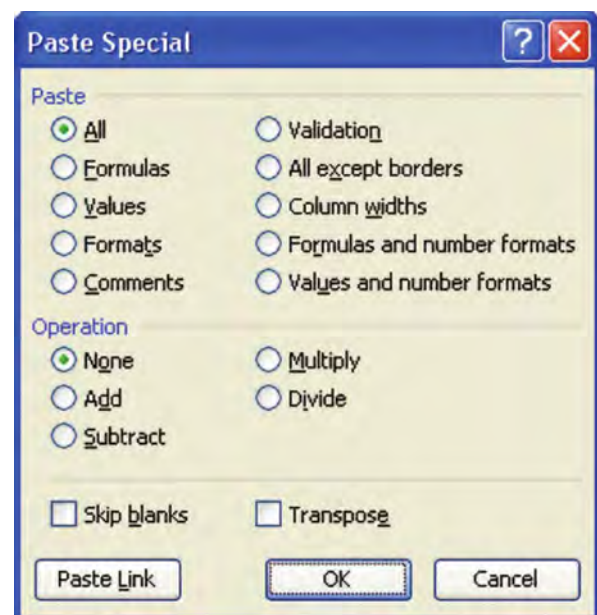 Paste Special
Paste
All
Validation
Formulas
All except borders
Values
Column widths
Formats
Formulas and number formats
Comments
Values and number formats
Operation
None
Multiply
Add
Divide
Subtract
Skip blanks
Transpose
Paste Link
OK
Cancel